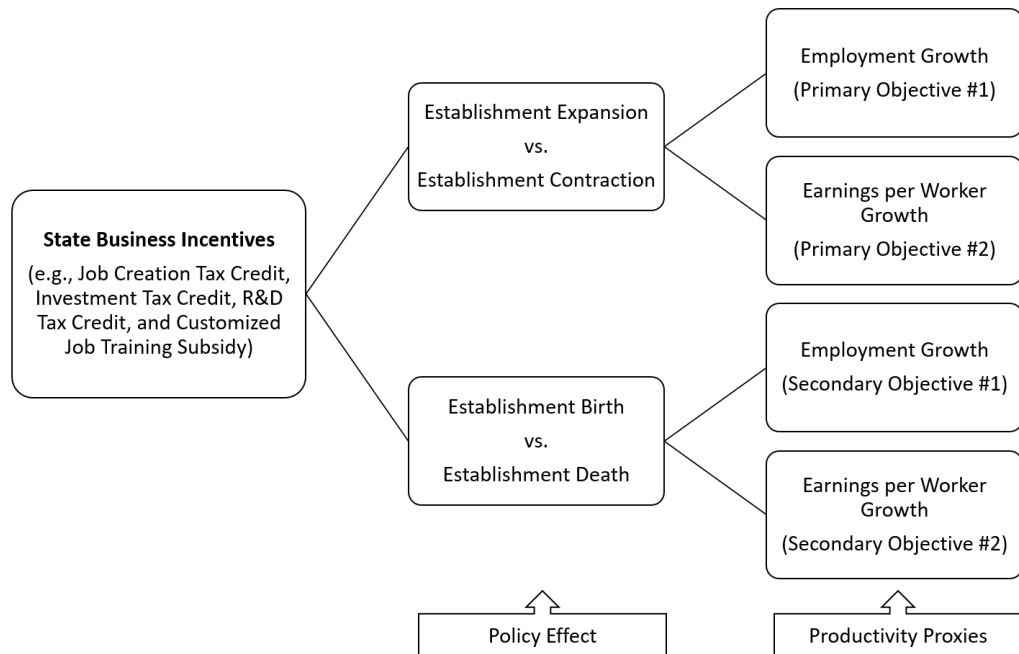 Employment Growth
(Primary Objective #1)
Establishment Expansion
vs.
Establishment Contraction
Earnings per Worker
Growth
(Primary Objective #2)
State Business Incentives
(e.g., Job Creation Tax Credit,
Investment Tax Credit, R&D
Tax Credit, and Customized
Job Training Subsidy)
Employment Growth
(Secondary Objective #1)
Establishment Birth
vs.
Establishment Death
Earnings per Worker
Growth
(Secondary Objective #2)
Policy Effect
Productivity Proxies